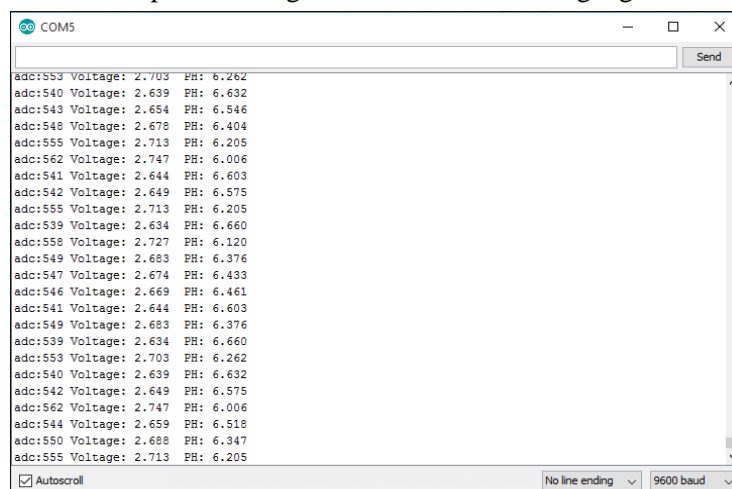 COM5
Send
adc:553 Voltage: 2.703 PH: 6.262
adc:540 Voltage: 2.639 PH: 6.632
adc:543 Voltage: 2.654 PH: 6.546
adc:548 Voltage: 2.678 PH: 6.404
adc:555 Voltage: 2.713 PH: 6.205
adc:562 Voltage: 2.747 PH: 6.006
adc:541 Voltage: 2.644 PH: 6.603
adc:542 Voltage: 2.649 PH: 6.575
adc:555 Voltage: 2.713 PH: 6.205
adc:539 Voltage: 2.634 PH: 6.660
adc:558 Voltage: 2.727 PH: 6.120
adc:549 Voltage: 2.683 PH: 6.376
adc:547 Voltage: 2.674 PH: 6.433
adc:546 Voltage: 2.669 PH: 6.461
adc:541 Voltage: 2.644 PH: 6.603
adc:549 Voltage: 2.683 PH: 6.376
adc:539 Voltage: 2.634 PH: 6.660
adc:553 Voltage: 2.703 PH: 6.262
adc:540 Voltage: 2.639 PH: 6.632
adc:542 Voltage: 2.649 PH: 6.575
adc:562 Voltage: 2.747 PH: 6.006
adc:544 Voltage: 2.659 PH: 6.518
adc:550 Voltage: 2.688 PH: 6.347
adc:555 Voltage: 2.713 PH: 6.205
Autoscroll No line ending 9600 baud